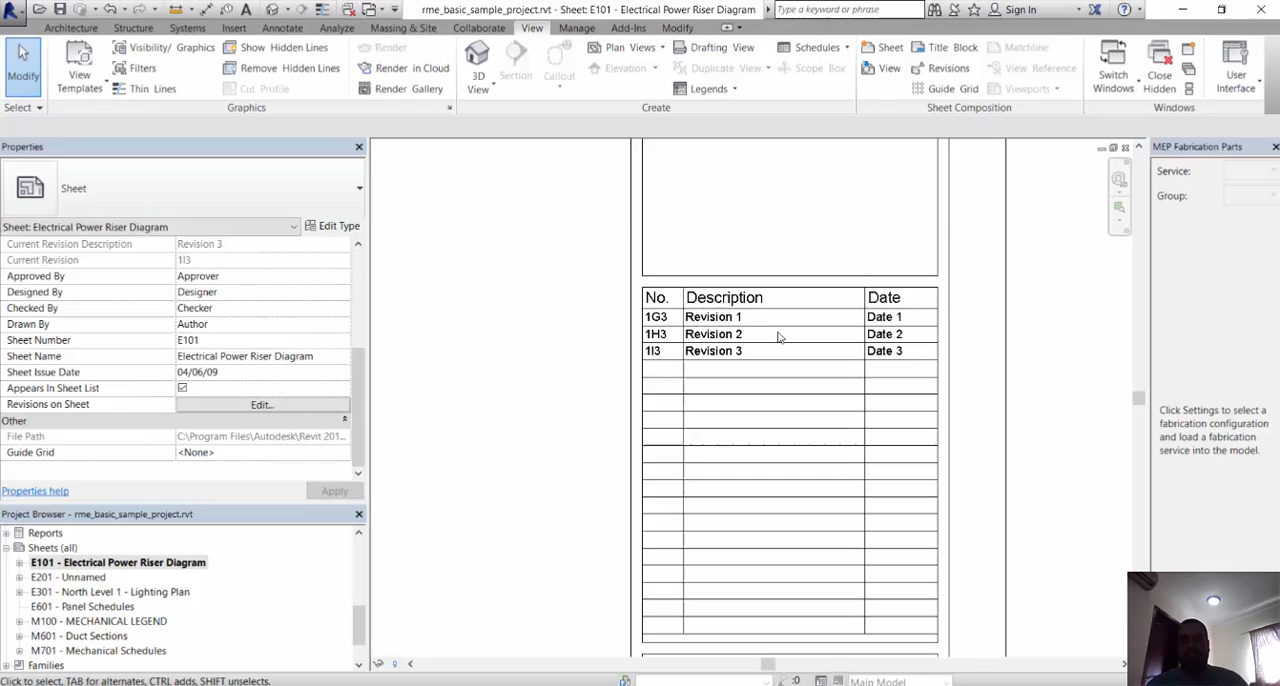 rme_basic_sample_project.rvt - Sheet: E101 - Electrical Power Riser Diagram
Type a keyword or phrase
Sign In
Architecture Structure Systems Insert Annotate Analyze Massing & Site Collaborate View Manage Add-Ins Modify
Modify
View Templates
Visibility/ Graphics
Filters
Thin Lines
Show Hidden Lines
Remove Hidden Lines
Cut Profile
Render
Render in Cloud
Render Gallery
3D View
Section
Callout
Plan Views
Elevation
Drafting View
Duplicate View
Legends
Schedules
Scope Box
Sheet
View
Title Block
Revisions
Guide Grid
Matchline
View Reference
Viewports
Switch Windows
Close Hidden
User Interface
Select Graphics Create Sheet Composition Windows
Properties
Sheet
Sheet: Electrical Power Riser Diagram Edit Type
Current Revision Description Revision 3
Current Revision 1I3
Approved By Approver
Designed By Designer
Checked By Checker
Drawn By Author
Sheet Number E101
Sheet Name Electrical Power Riser Diagram
Sheet Issue Date 04/06/09
Appears In Sheet List
Revisions on Sheet Edit...
Other
File Path C:\Program Files\Autodesk\Revit 201...
Guide Grid <None>
Properties help Apply
Project Browser - rme_basic_sample_project.rvt
Reports
Sheets (all)
E101 - Electrical Power Riser Diagram
E201 - Unnamed
E301 - North Level 1 - Lighting Plan
E601 - Panel Schedules
M100 - MECHANICAL LEGEND
M601 - Duct Sections
M701 - Mechanical Schedules
Families
No. Description Date
1G3 Revision 1 Date 1
1H3 Revision 2 Date 2
1I3 Revision 3 Date 3
MEP Fabrication Parts
Service:
Group:
Click Settings to select a
fabrication configuration
and load a fabrication
service into the model.
Click to select, TAB for alternates, CTRL adds, SHIFT unselects.
:0
Main Model